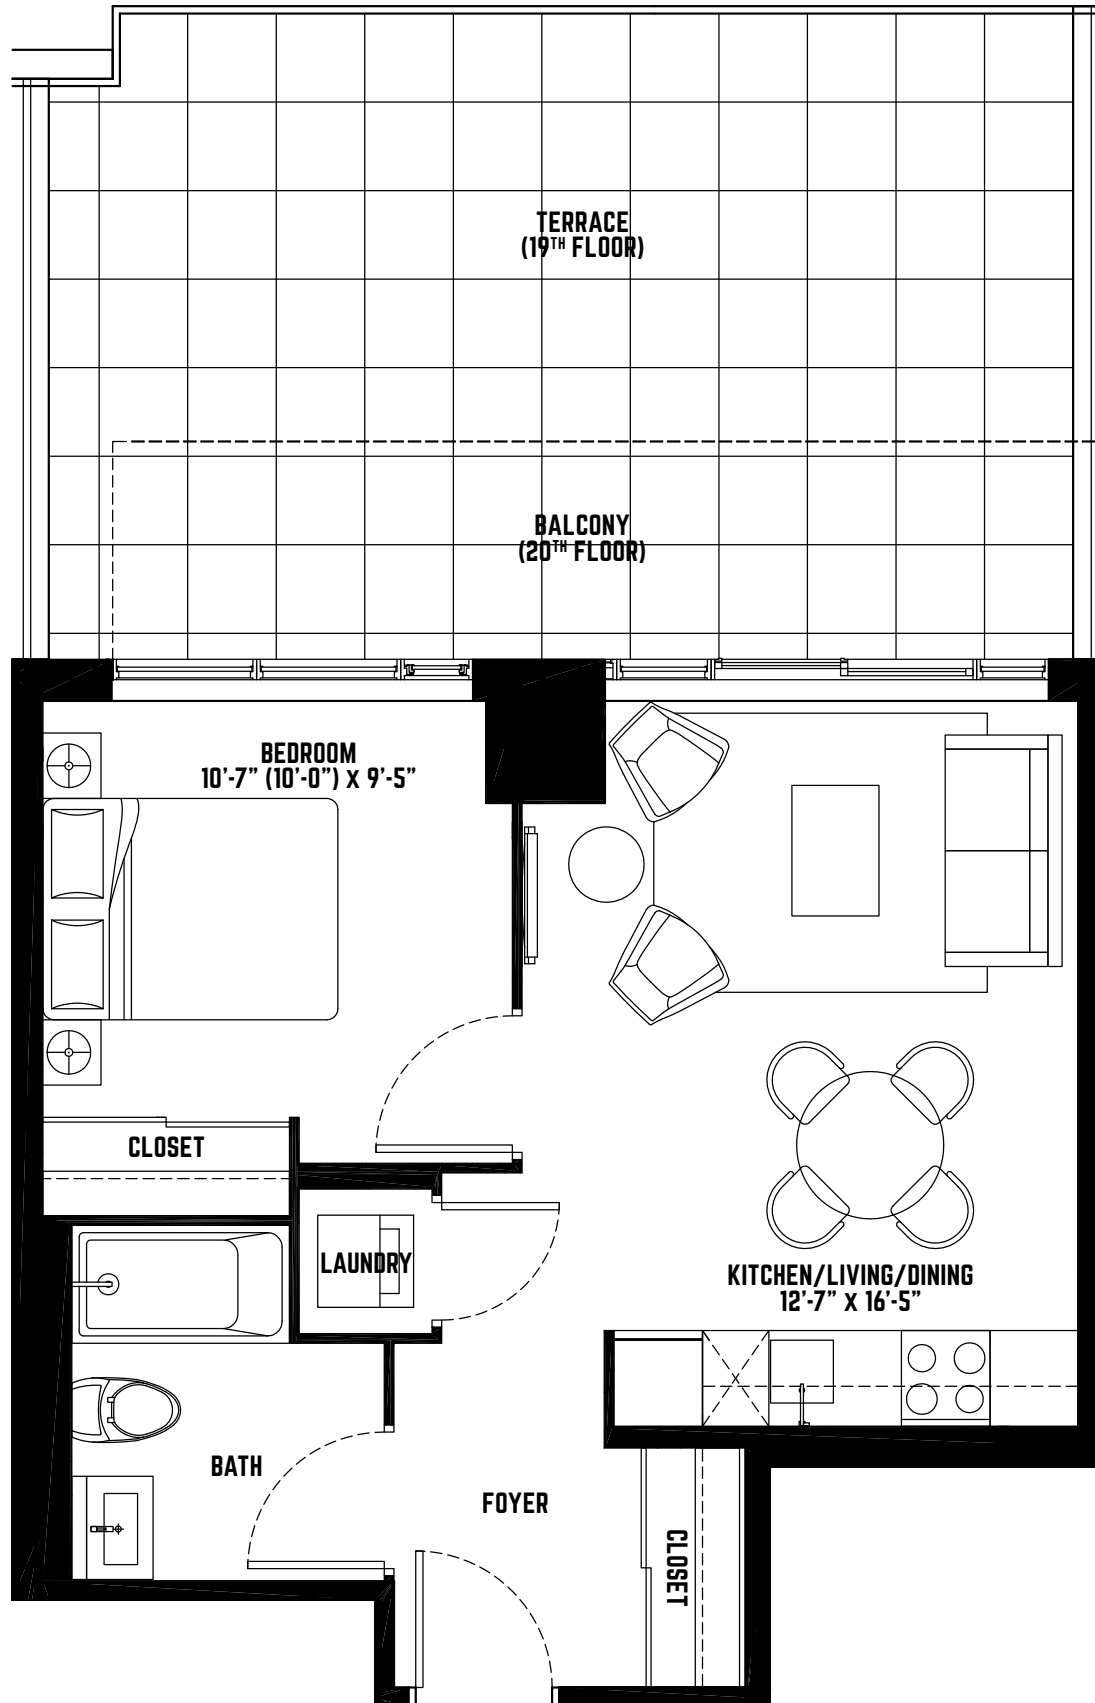 TERRACE
(19TH FLOOR)
BALCONY
(20TH FLOOR)
BEDROOM
10'-7" (10'-0") X 9'-5"
CLOSET
LAUNDRY
KITCHEN/LIVING/DINING
12'-7" X 16'-5"
BATH
FOYER
CLOSET